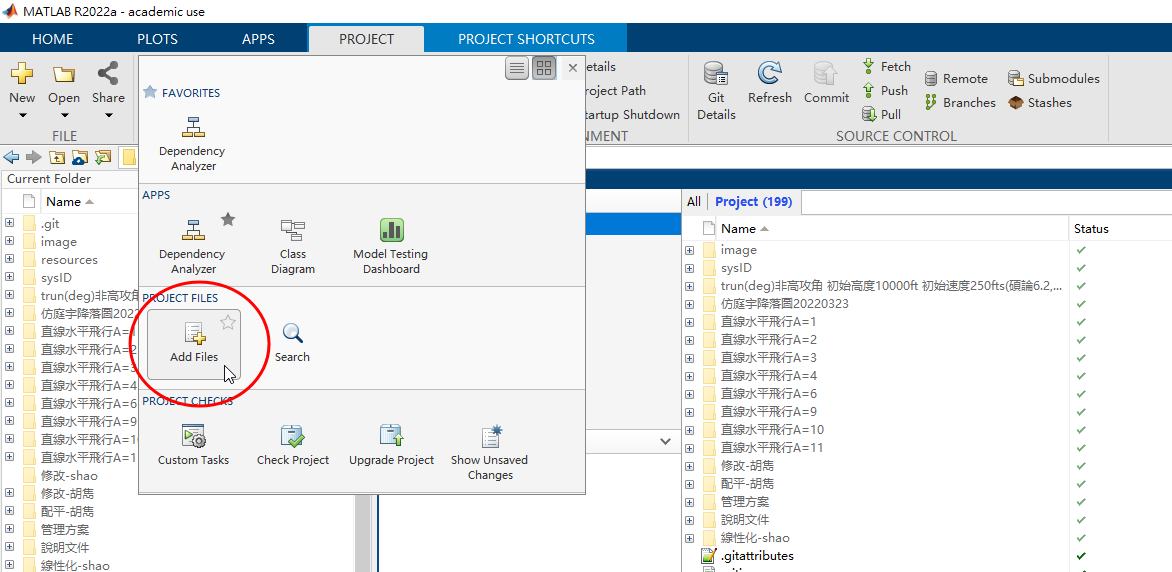 MATLAB R2022a - academic use
HOME PLOTS APPS PROJECT PROJECT SHORTCUTS
New Open Share
FILE
FAVORITES
Dependency
Analyzer
APPS
Dependency
Analyzer
Class
Diagram
Model Testing
Dashboard
PROJECT FILES
Add Files
Search
PROJECT CHECKS
Custom Tasks
Check Project
Upgrade Project
Show Unsaved
Changes
etails
roject Path
tartup Shutdown
NMENT
Git
Details
Refresh
Commit
Fetch
Push
Pull
Remote
Branches
Submodules
Stashes
SOURCE CONTROL
Current Folder
Name
.git
image
resources
sysID
trun(deg)非高攻角
仿庭宇降落圖2022
直線水平飛行A=1
直線水平飛行A=2
直線水平飛行A=3
直線水平飛行A=4
直線水平飛行A=6
直線水平飛行A=9
直線水平飛行A=10
直線水平飛行A=1
修改-shao
修改-胡雋
配平-胡雋
管理方案
說明文件
線性化-shao
All Project (199)
Name Status
image
sysID
trun(deg)非高攻角 初始高度10000ft 初始速度250fts(碩論6.2,...
仿庭宇降落圖20220323
直線水平飛行A=1
直線水平飛行A=2
直線水平飛行A=3
直線水平飛行A=4
直線水平飛行A=6
直線水平飛行A=9
直線水平飛行A=10
直線水平飛行A=11
修改-胡雋
配平-胡雋
管理方案
說明文件
線性化-shao
.gitattributes